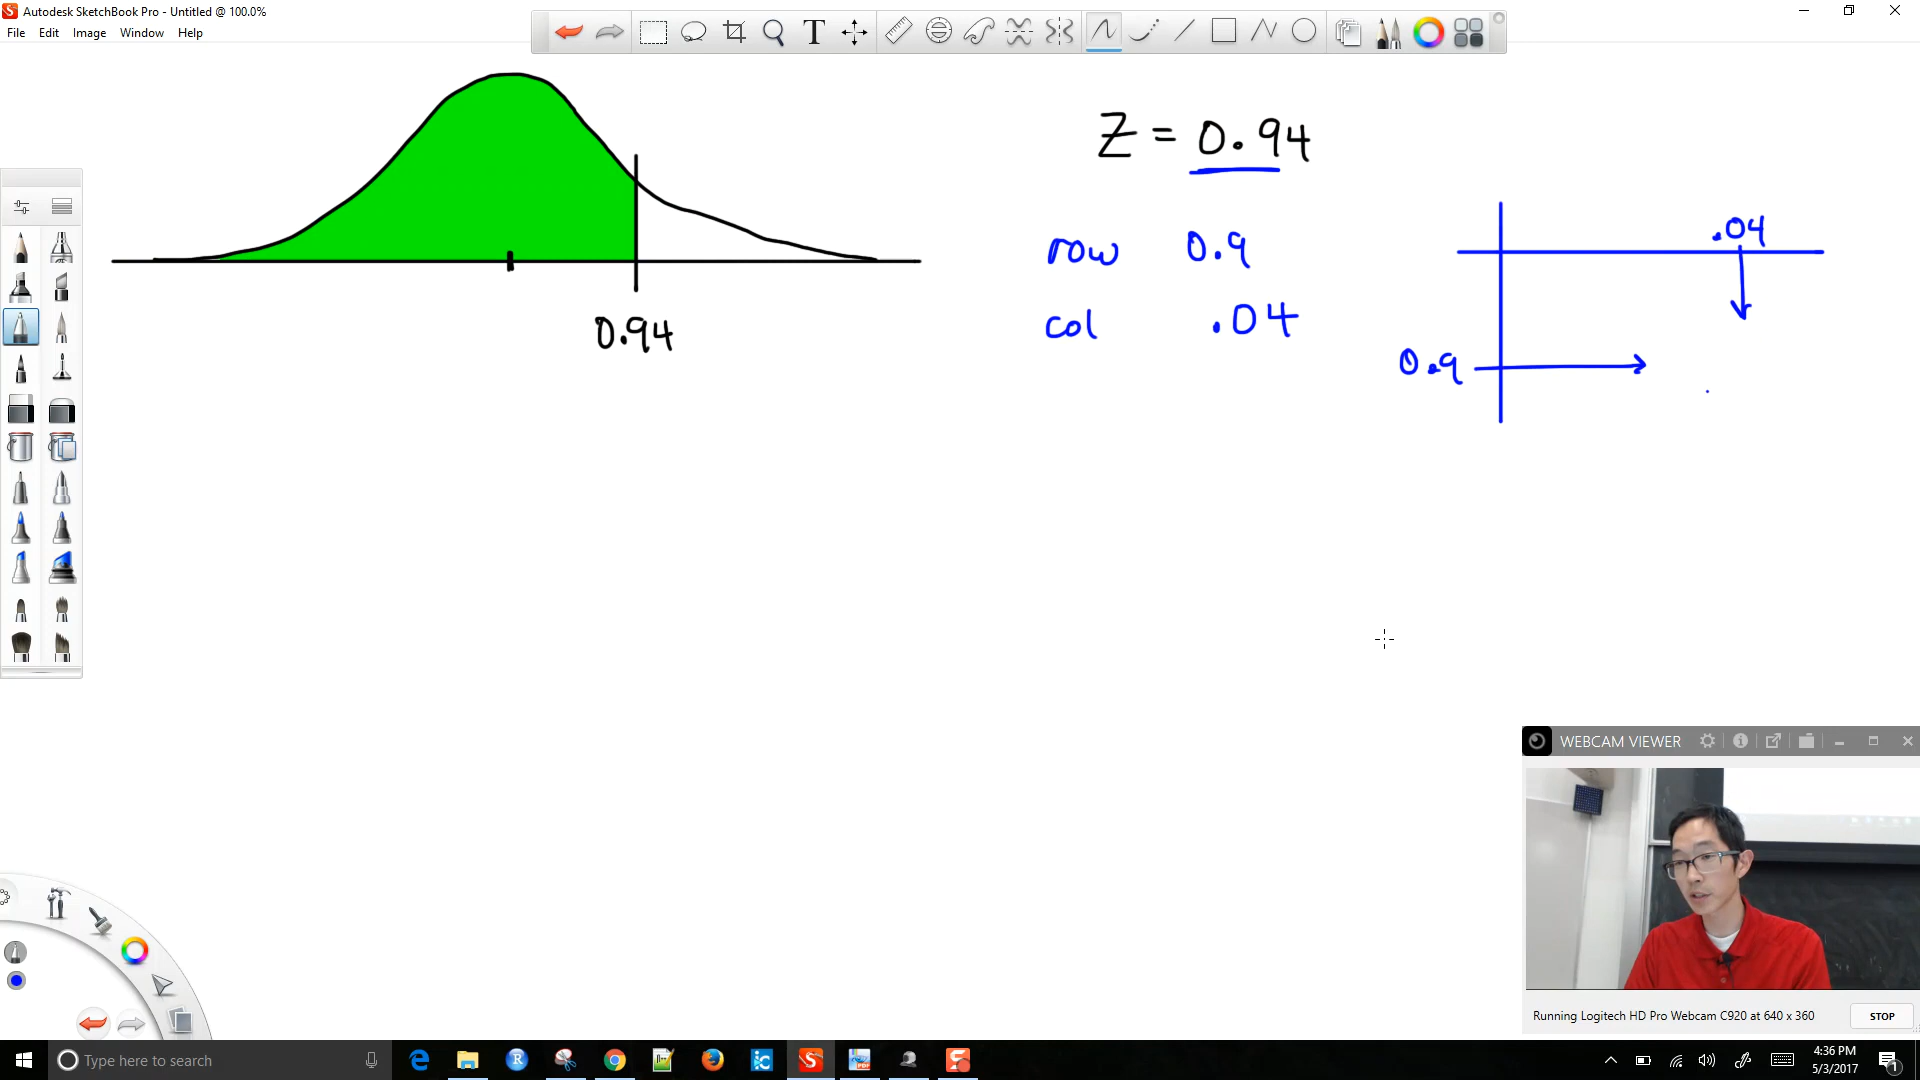 Autodesk SketchBook Pro - Untitled @ 100.0%
File Edit Image Window Help
T
Z = 0.94
row 0.9
col .04
.04
0.9
0.94
WEBCAM VIEWER
Running Logitech HD Pro Webcam C920 at 640 x 360
STOP
Type here to search
4:36 PM
5/3/2017